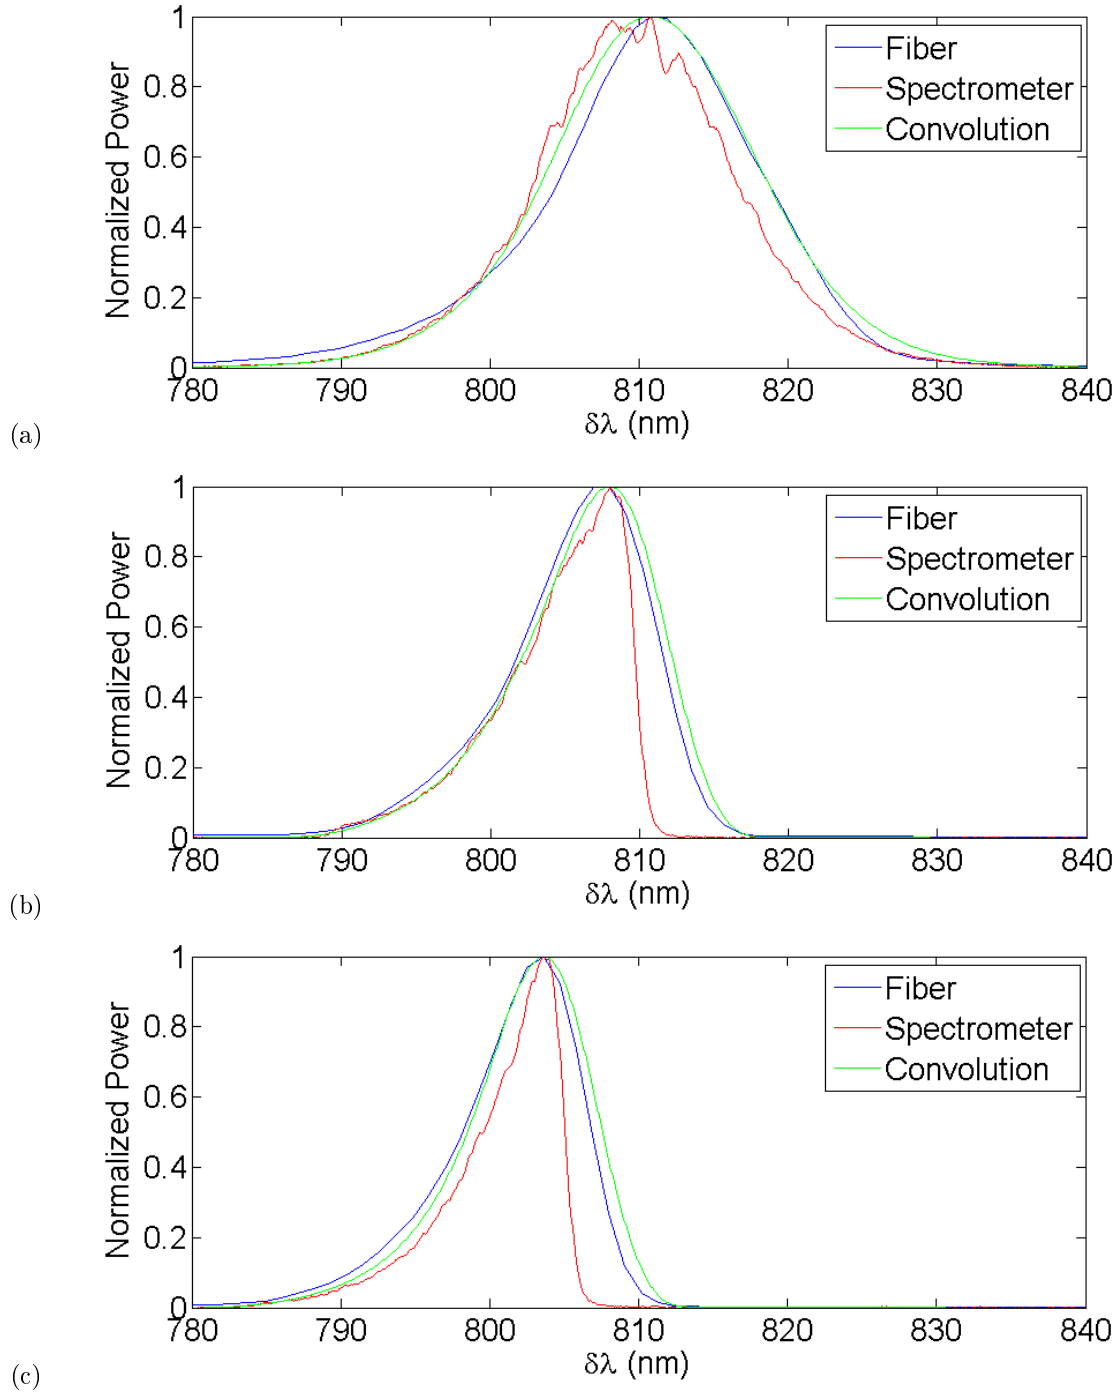 1
0.8
0.6
0.4
0.2
0
Normalized Power
Fiber
Spectrometer
Convolution
780 790 800 810 820 830 840
δλ (nm)
(a)
1
0.8
0.6
0.4
0.2
0
Normalized Power
Fiber
Spectrometer
Convolution
780 790 800 810 820 830 840
δλ (nm)
(b)
1
0.8
0.6
0.4
0.2
0
Normalized Power
Fiber
Spectrometer
Convolution
780 790 800 810 820 830 840
δλ (nm)
(c)